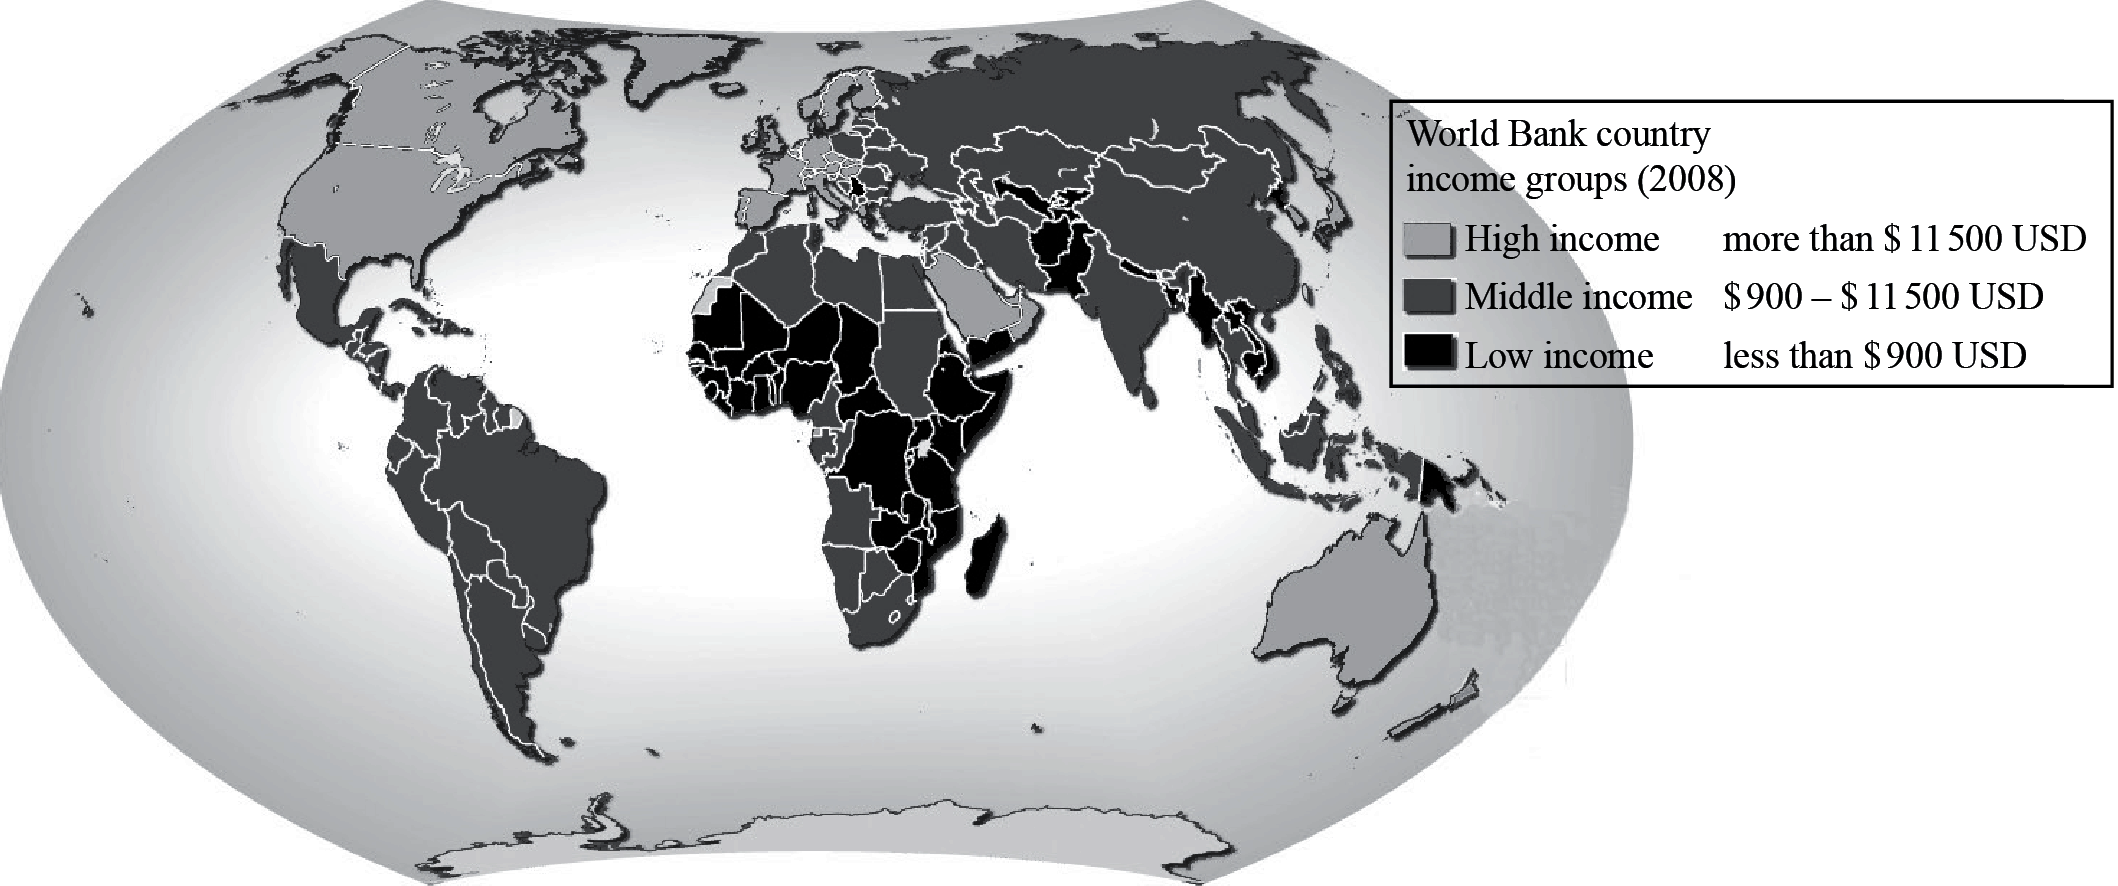 World Bank country
income groups (2008)
High income more than $ 11 500 USD
Middle income $ 900 – $ 11 500 USD
Low income less than $ 900 USD